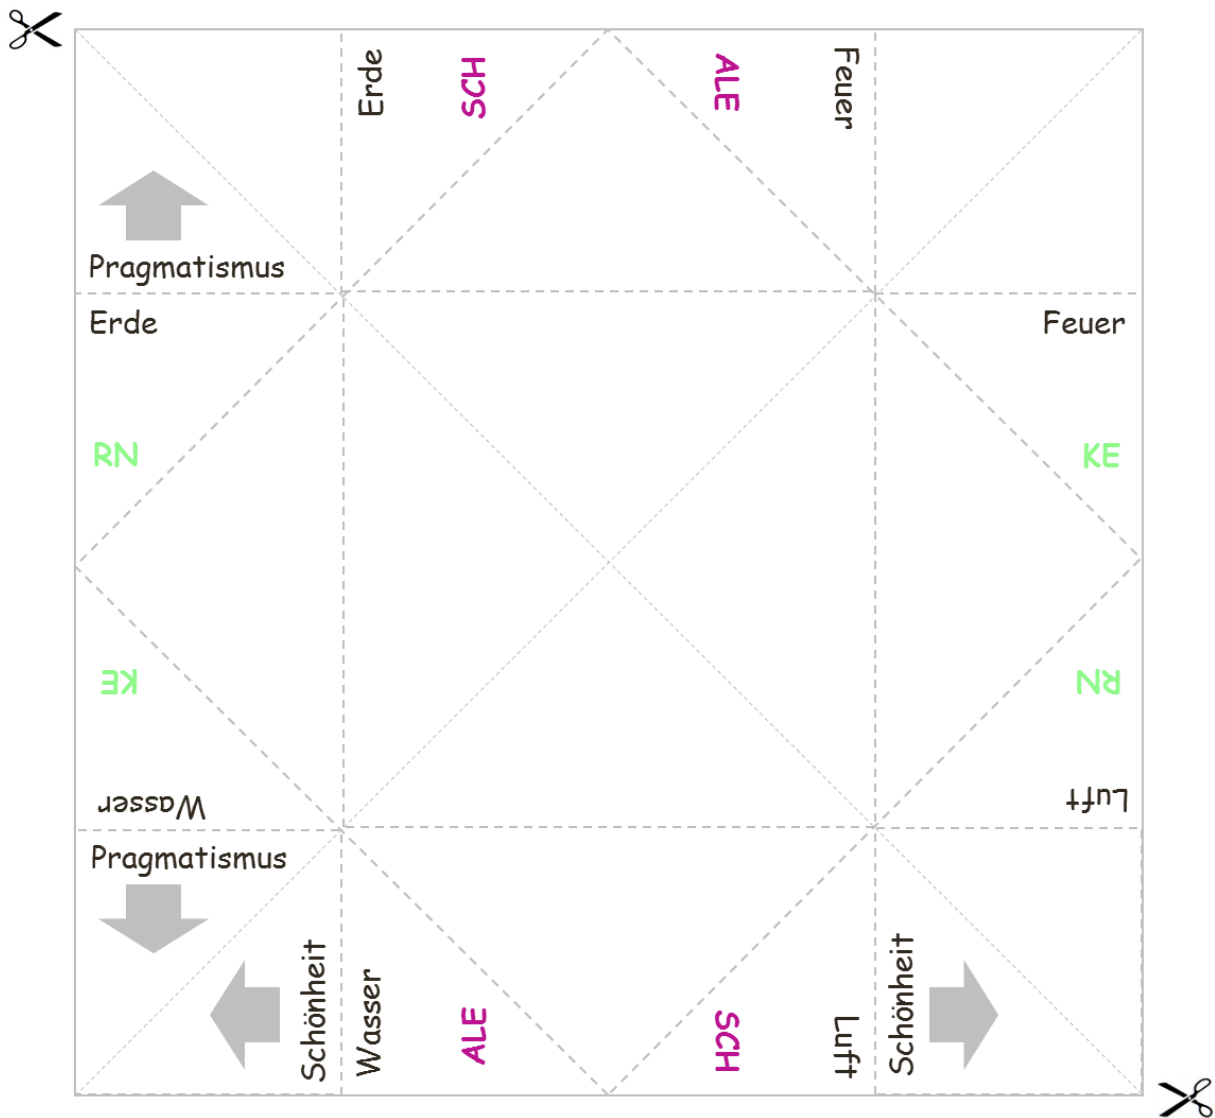 Erde
SCH
ALE
Feuer
Pragmatismus
Erde
Feuer
RN
KE
KE
RN
Wasser
Luft
Pragmatismus
Schönheit
Wasser
ALE
SCH
Luft
Schönheit